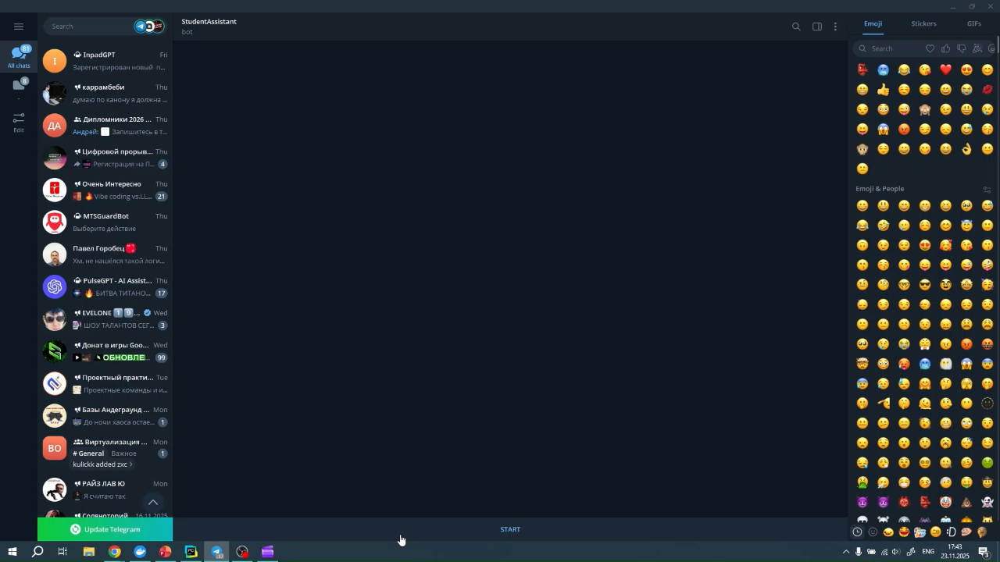 Search
81
All chats
8
Edit
I
InpadGPT
Fri
Зарегистрирован новый п...
каррамбеби
Thu
думаю по канону я должна ...
ДА
Дипломники 2026 ...
Thu
Андрей: Запишитесь в т...
Цифровой прорыв...
Thu
Регистрация на П...
4
Очень Интересно
Thu
Vibe coding vs.LL...
21
MTSGuardBot
Thu
Выберите действие
Павел Горобец
Thu
Хм, не нашёлся такой логи...
PulseGPT - AI Assist...
Thu
БИТВА ТИТАНО...
17
EVELONE 1 9 ...
Wed
ШОУ ТАЛАНТОВ СЕГ...
3
Донат в игры Goo...
Wed
ОБНОВЛЕ...
99
Проектный практи...
Tue
Проектные команды и и...
Базы Андеграунд ...
Mon
До ночи хаоса остае...
1
ВО
Виртуализация ...
Mon
# General Важное
1
kulickk added zxc >
РАЙЗ ЛАВ Ю
Mon
Я считаю так
Соляноторий
16.11.2025
Update Telegram
StudentAssistant
bot
START
Emoji
Stickers
GIFs
Search
Emoji & People
PC
ENG
17:43
23.11.2025
3